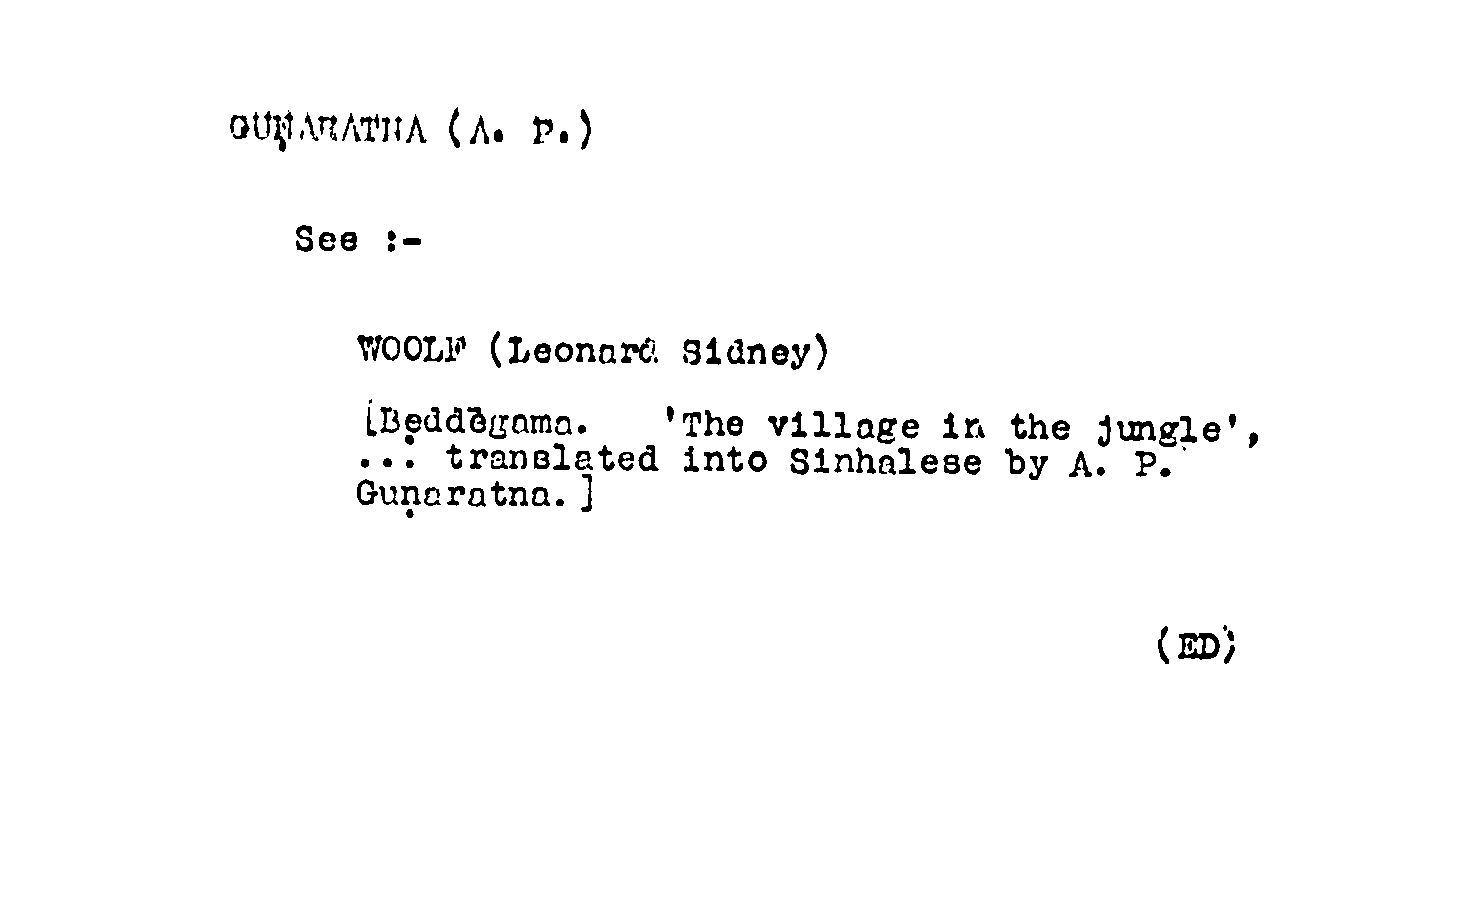 GUṆARATNA (A. P.)
See :-
WOOLF (Leonard Sidney)
[Bẹddēgama. 'The village in the jungle',
... translated into Sinhalese by A. P.
Guṇaratna.]
(ED)